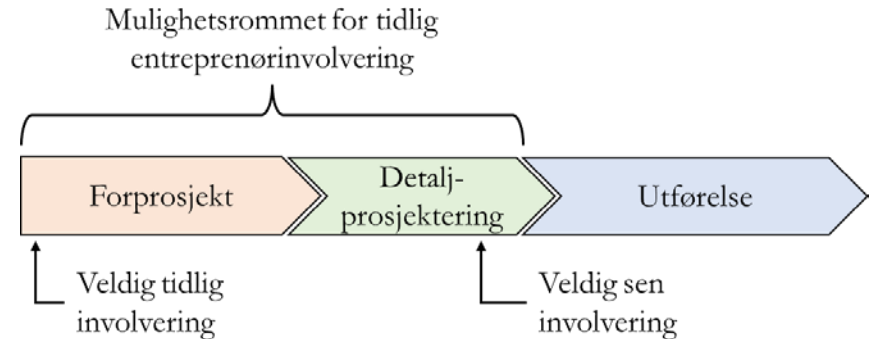 Mulighetsrommet for tidlig
entreprenørinvolvering
Forprosjekt
Detalj-
prosjektering
Utførelse
Veldig tidlig
involvering
Veldig sen
involvering